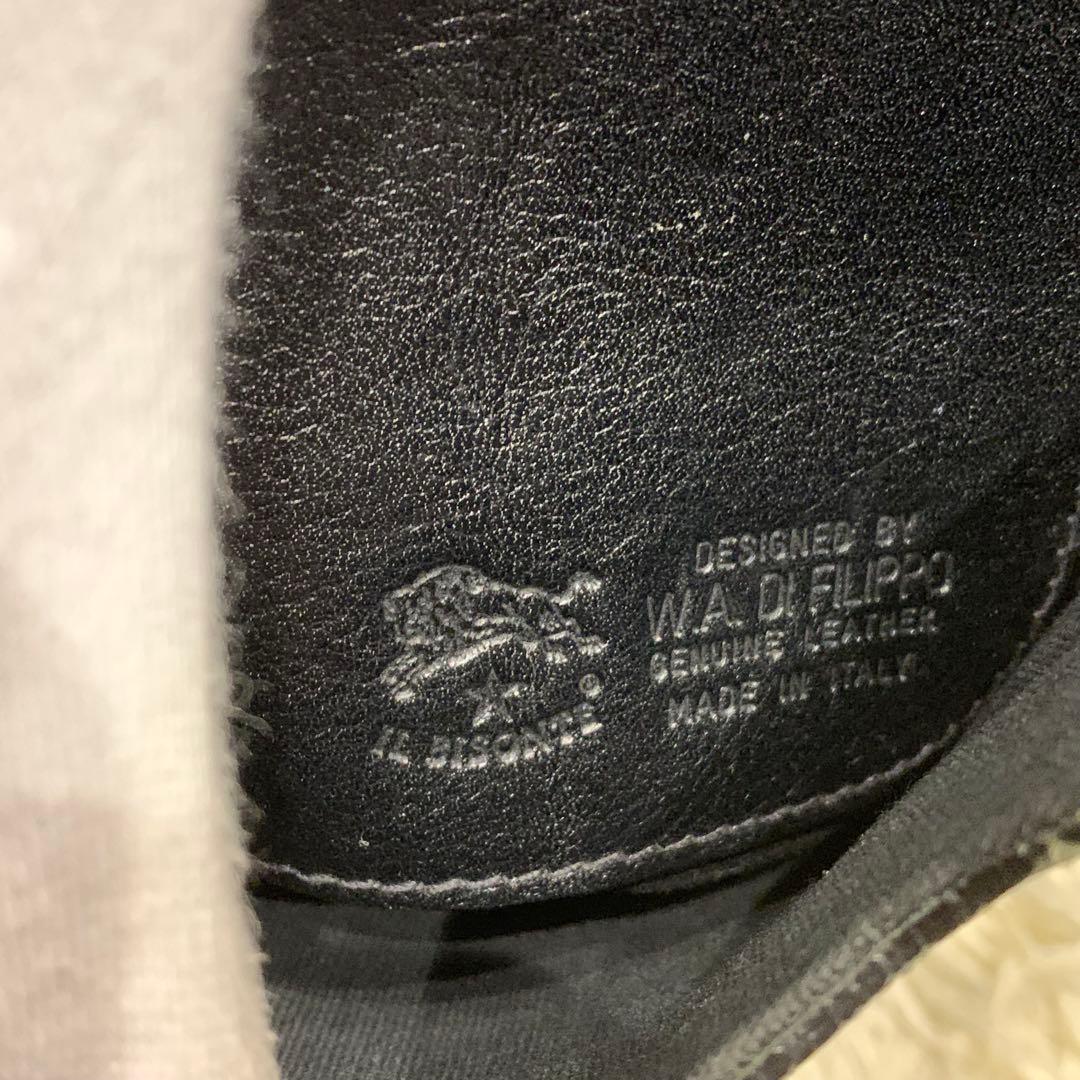 IL BISONTE ®
DESIGNED BY
W.A. DI FILIPPO
GENUINE LEATHER
MADE IN ITALY